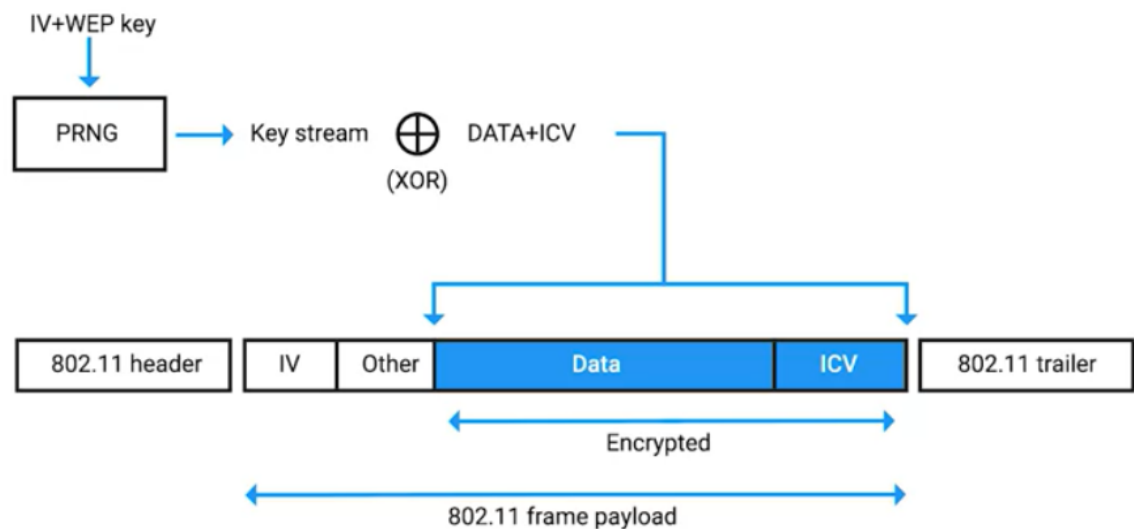 IV+WEP key
PRNG
Key stream
DATA+ICV
(XOR)
802.11 header
IV
Other
Data
ICV
802.11 trailer
Encrypted
802.11 frame payload